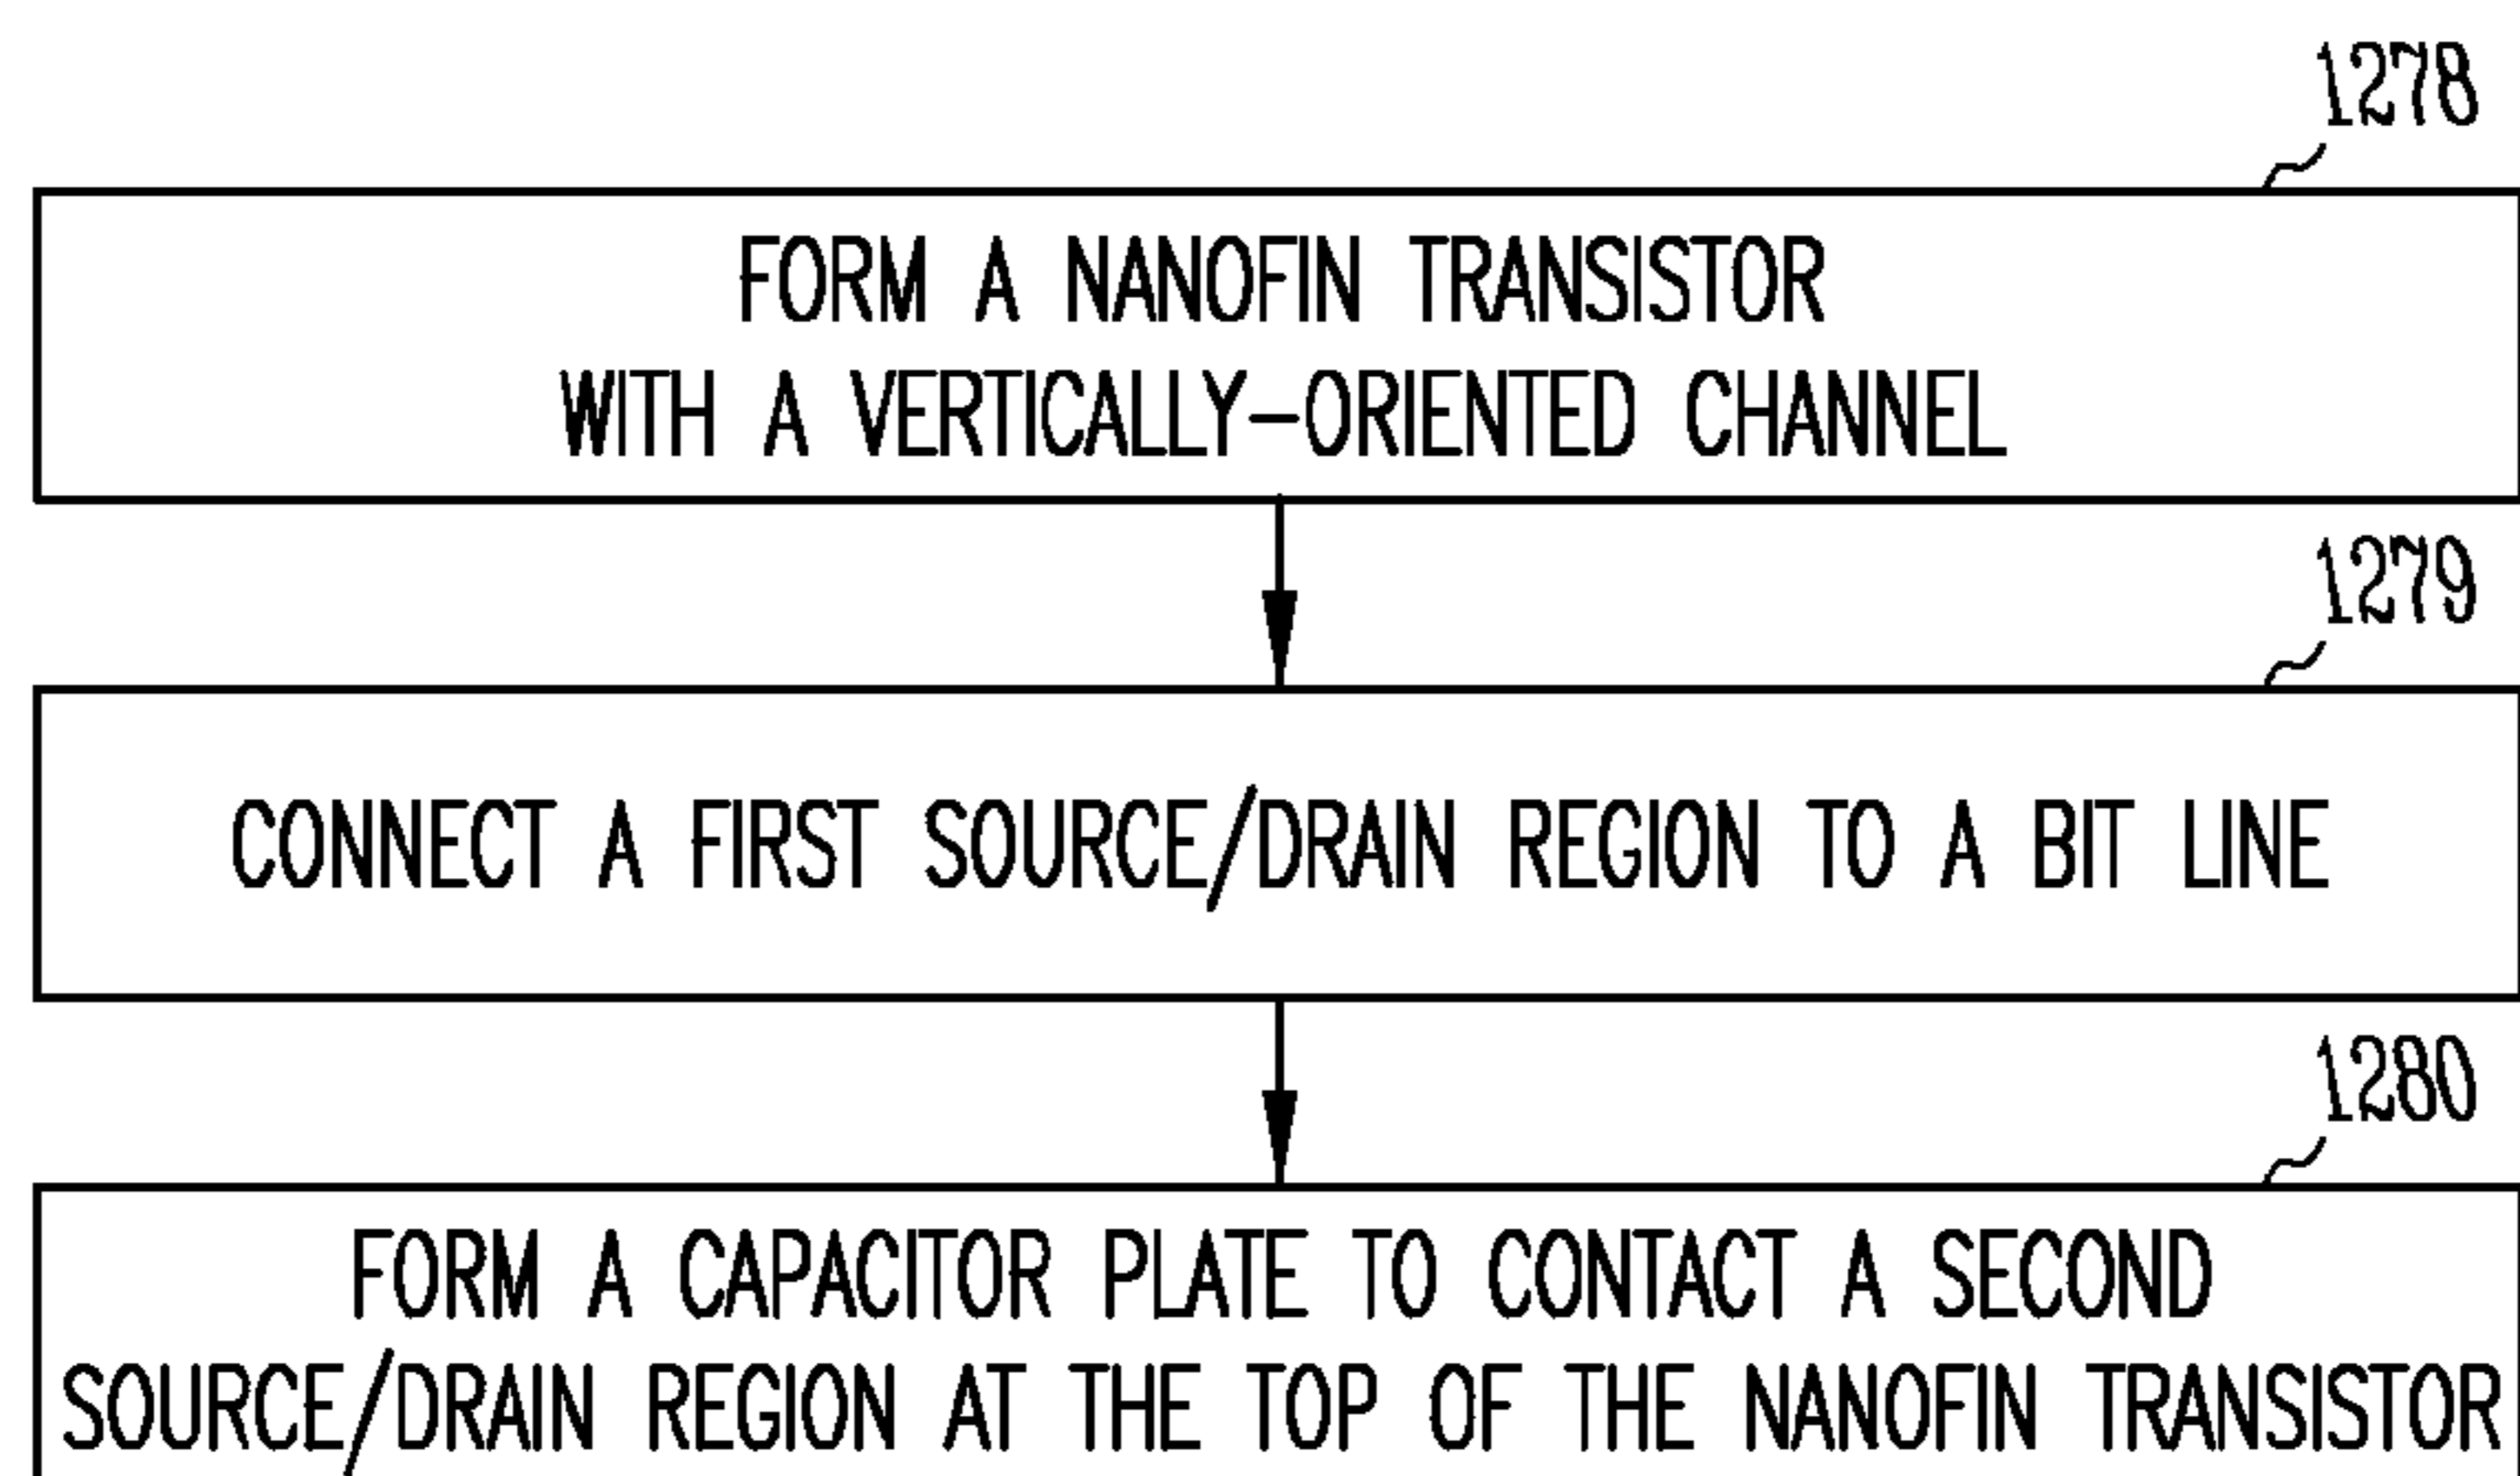 1278
FORM A NANOFIN TRANSISTOR
WITH A VERTICALLY-ORIENTED CHANNEL
1279
CONNECT A FIRST SOURCE/DRAIN REGION TO A BIT LINE
1280
FORM A CAPACITOR PLATE TO CONTACT A SECOND
SOURCE/DRAIN REGION AT THE TOP OF THE NANOFIN TRANSISTOR